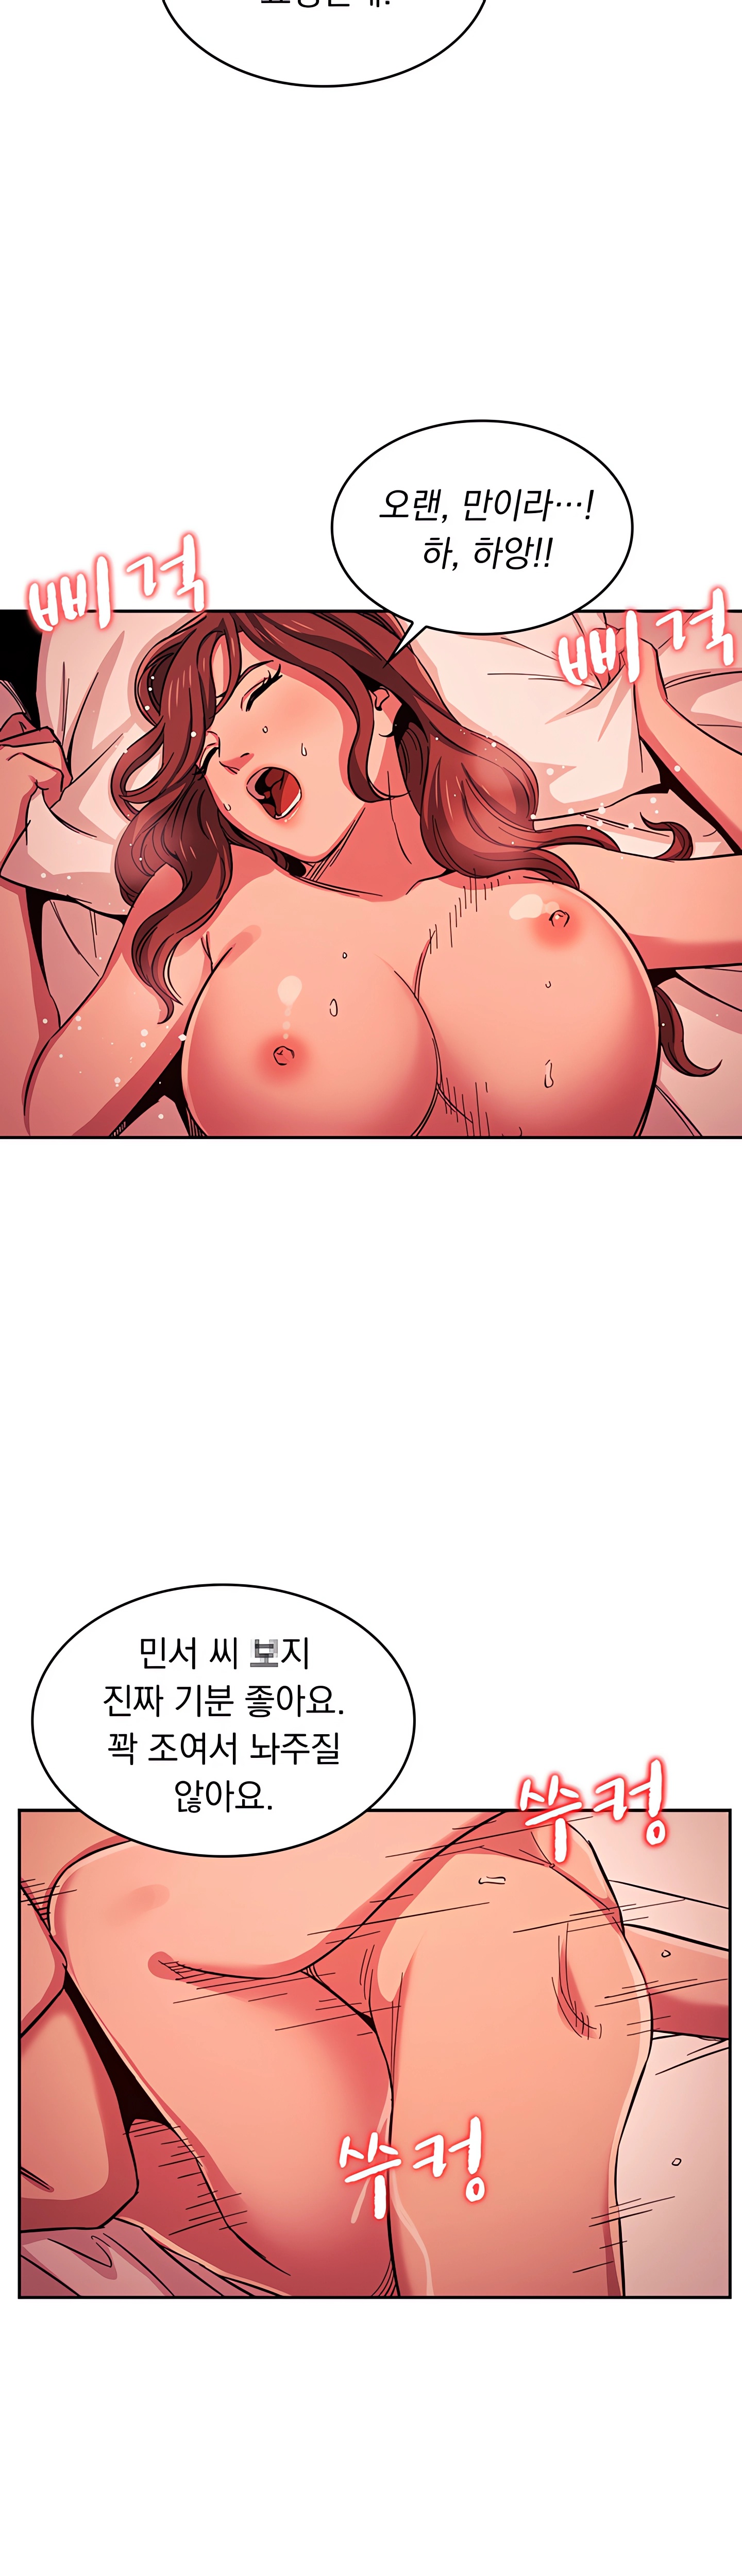 오랜, 만이라…!
하, 하앙!!
삐걱
삐걱
민서 씨 보지
진짜 기분 좋아요.
꽉 조여서 놔주질
않아요.
쑤컹
쑤컹